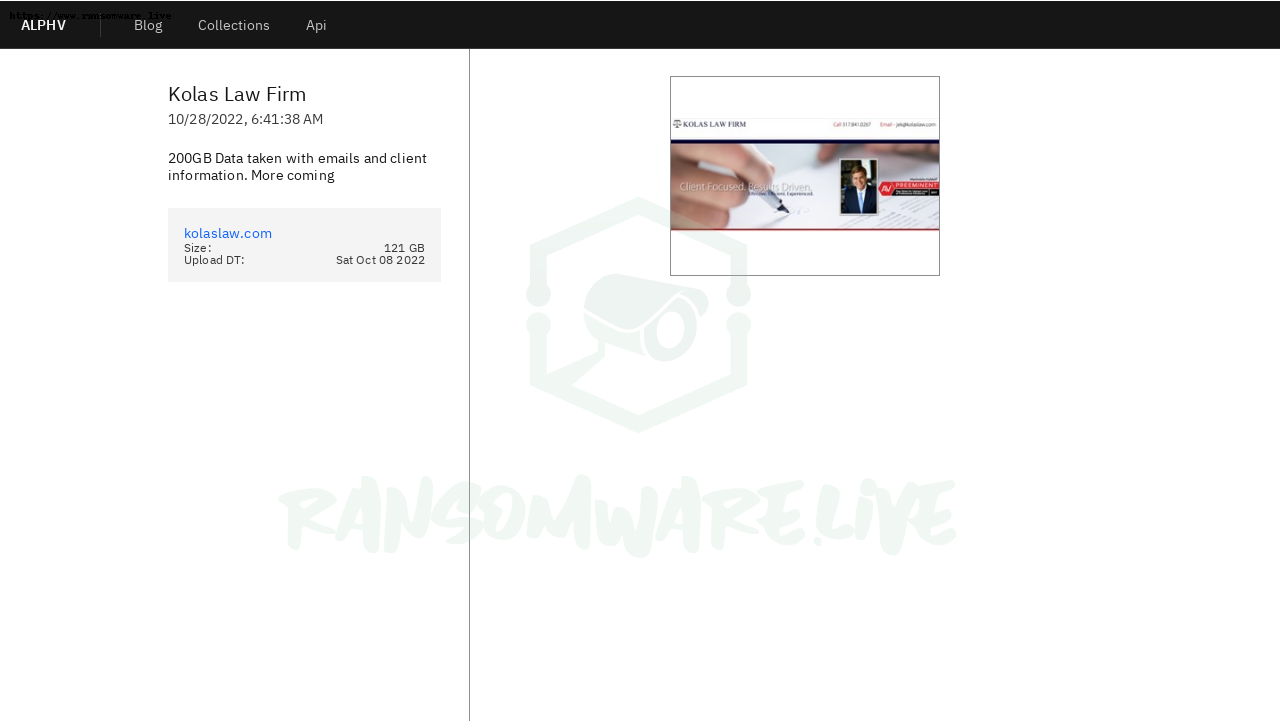 https://www.ransomware.live
ALPHV
Blog
Collections
Api
Kolas Law Firm
10/28/2022, 6:41:38 AM
200GB Data taken with emails and client
information. More coming
kolaslaw.com
Size: 121 GB
Upload DT: Sat Oct 08 2022
KOLAS LAW FIRM
Call 317.841.0267 Email - jek@kolaslaw.com
Client Focused. Results Driven.
Effective. Efficient. Experienced.
AV PREEMINENT
RANSOMWARE.LIVE